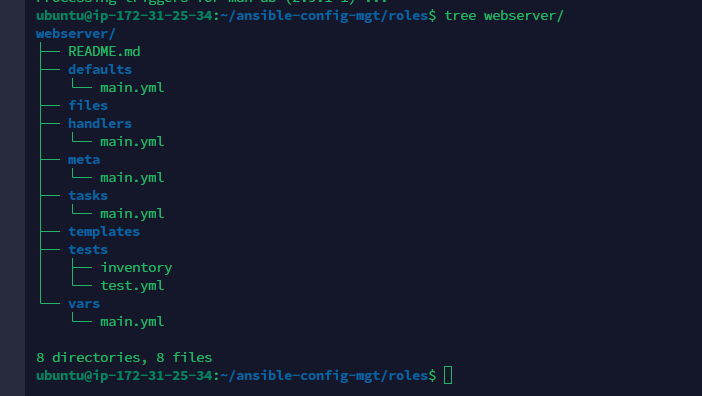 ubuntu@ip-172-31-25-34:~/ansible-config-mgt/roles$ tree webserver/
webserver/
├── README.md
├── defaults
│   └── main.yml
├── files
├── handlers
│   └── main.yml
├── meta
│   └── main.yml
├── tasks
│   └── main.yml
├── templates
├── tests
│   ├── inventory
│   └── test.yml
└── vars
    └── main.yml

8 directories, 8 files
ubuntu@ip-172-31-25-34:~/ansible-config-mgt/roles$